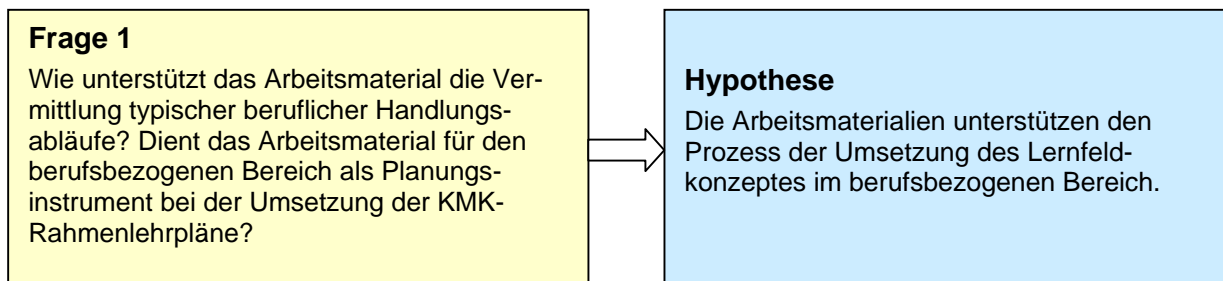 Frage 1
Wie unterstützt das Arbeitsmaterial die Ver-
mittlung typischer beruflicher Handlungs-
abläufe? Dient das Arbeitsmaterial für den
berufsbezogenen Bereich als Planungs-
instrument bei der Umsetzung der KMK-
Rahmenlehrpläne?
Hypothese
Die Arbeitsmaterialien unterstützen den
Prozess der Umsetzung des Lernfeld-
konzeptes im berufsbezogenen Bereich.